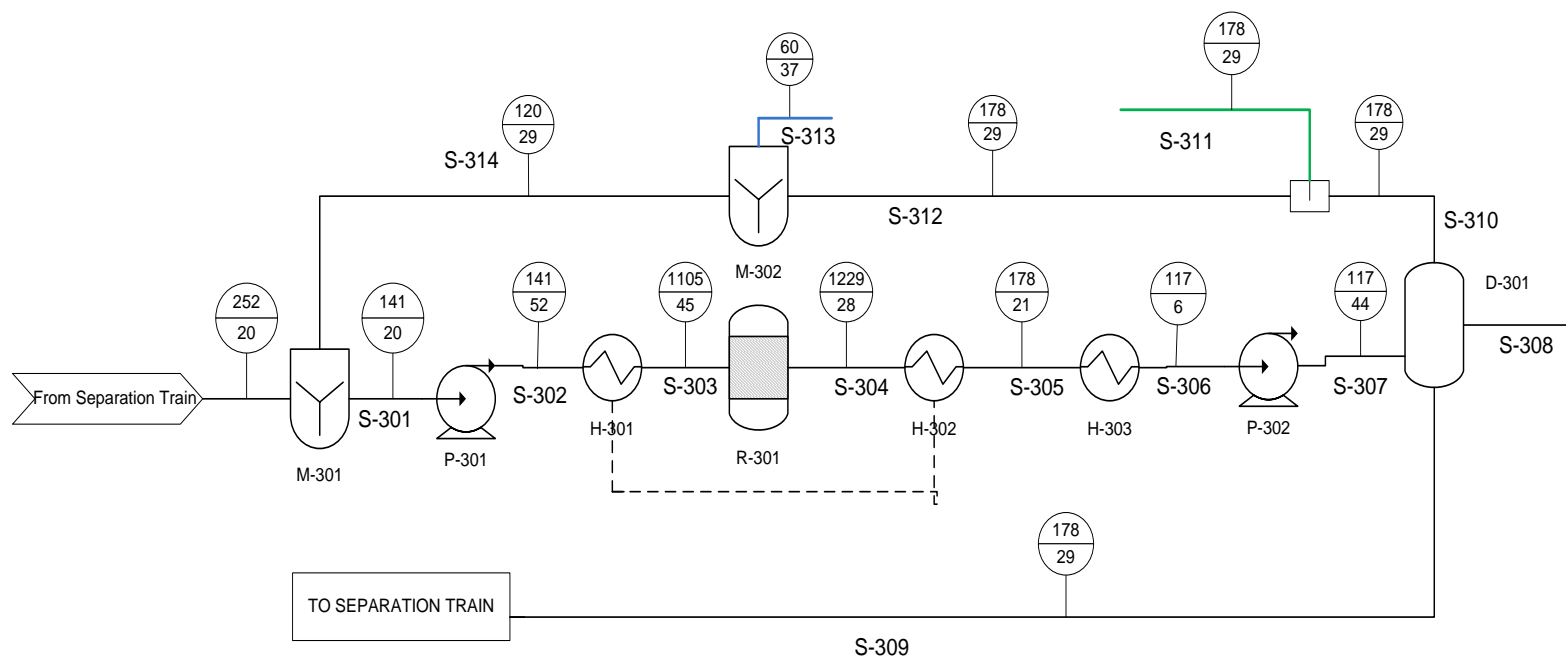 60
37
178
29
120
29
178
29
178
29
S-313
S-311
S-314
S-312
S-310
M-302
D-301
252
20
141
20
141
52
1105
45
1229
28
178
21
117
6
117
44
S-308
From Separation Train
S-301
S-302
S-303
S-304
S-305
S-306
S-307
M-301
P-301
H-301
R-301
H-302
H-303
P-302
178
29
TO SEPARATION TRAIN
S-309